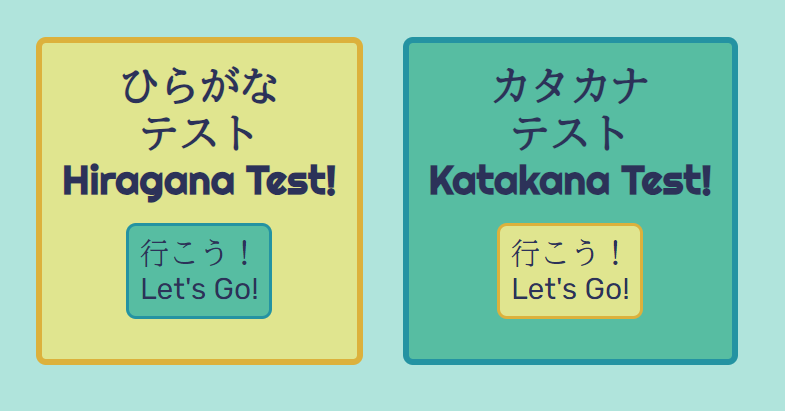 ひらがな
テスト
Hiragana Test!
行こう！
Let's Go!
カタカナ
テスト
Katakana Test!
行こう！
Let's Go!